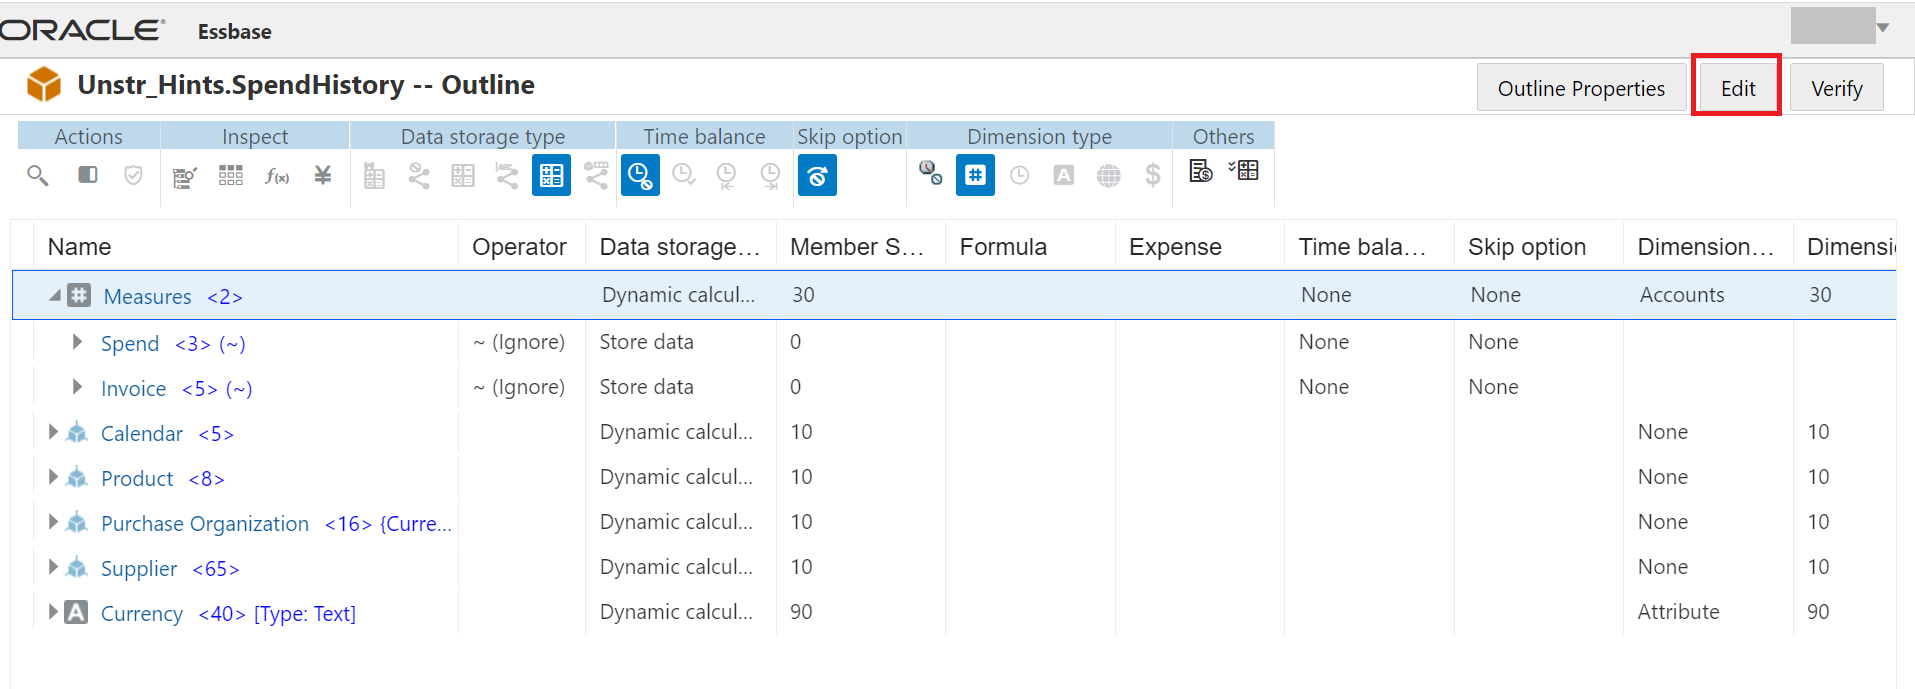 ORACLE® Essbase
Unstr_Hints.SpendHistory -- Outline
Outline Properties Edit Verify
Actions Inspect Data storage type Time balance Skip option Dimension type Others
f(x) ¥ ABC # A $
Name Operator Data storage... Member S... Formula Expense Time bala... Skip option Dimension... Dimensi
# Measures <2> Dynamic calcul... 30 None None Accounts 30
Spend <3> (~) ~ (Ignore) Store data 0 None None
Invoice <5> (~) ~ (Ignore) Store data 0 None None
Calendar <5> Dynamic calcul... 10 None 10
Product <8> Dynamic calcul... 10 None 10
Purchase Organization <16> {Curre... Dynamic calcul... 10 None 10
Supplier <65> Dynamic calcul... 10 None 10
A Currency <40> [Type: Text] Dynamic calcul... 90 Attribute 90